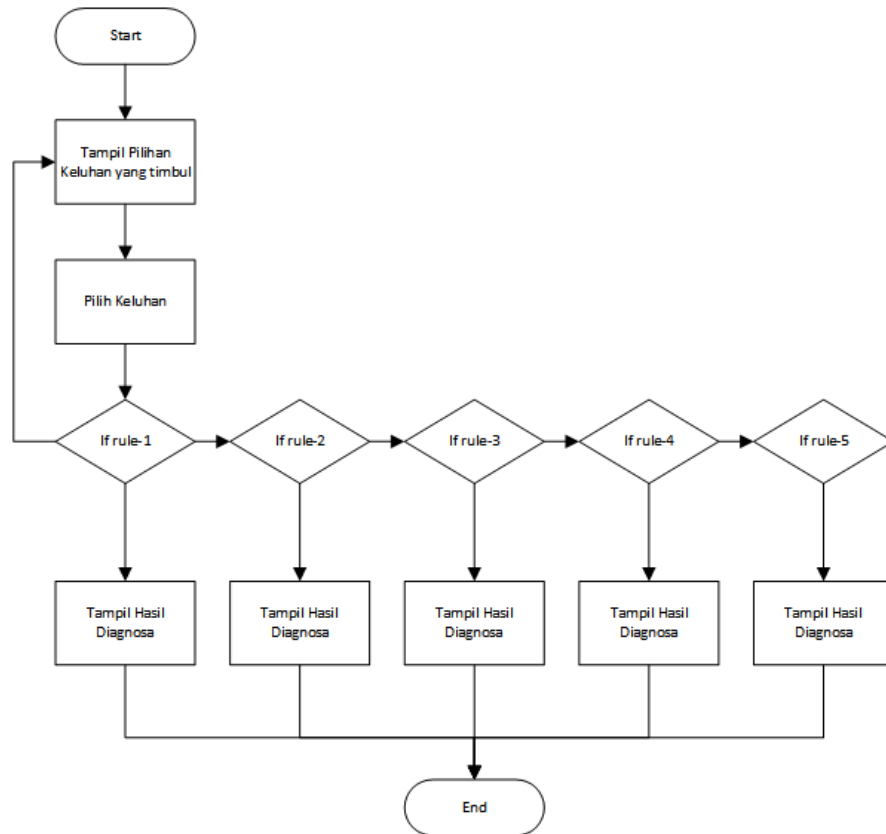 Start
Tampil Pilihan
Keluhan yang timbul
Pilih Keluhan
If rule-1
If rule-2
If rule-3
If rule-4
If rule-5
Tampil Hasil
Diagnosa
Tampil Hasil
Diagnosa
Tampil Hasil
Diagnosa
Tampil Hasil
Diagnosa
Tampil Hasil
Diagnosa
End